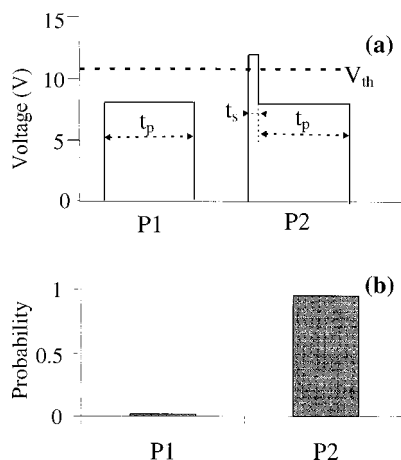 15
(a)
10
V_th
Voltage (V)
5
t_p
t_s
t_p
0
P1
P2
(b)
1
Probability
0.5
0
P1
P2